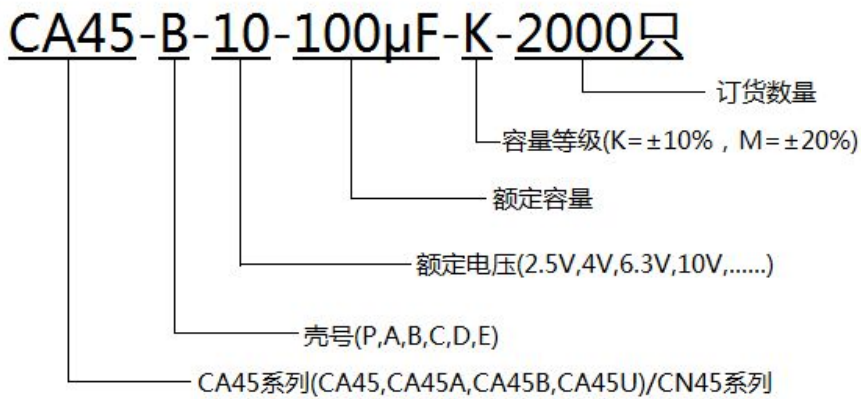 CA45-B-10-100μF-K-2000只
订货数量
容量等级(K=±10%，M=±20%)
额定容量
额定电压(2.5V,4V,6.3V,10V,......)
壳号(P,A,B,C,D,E)
CA45系列(CA45,CA45A,CA45B,CA45U)/CN45系列